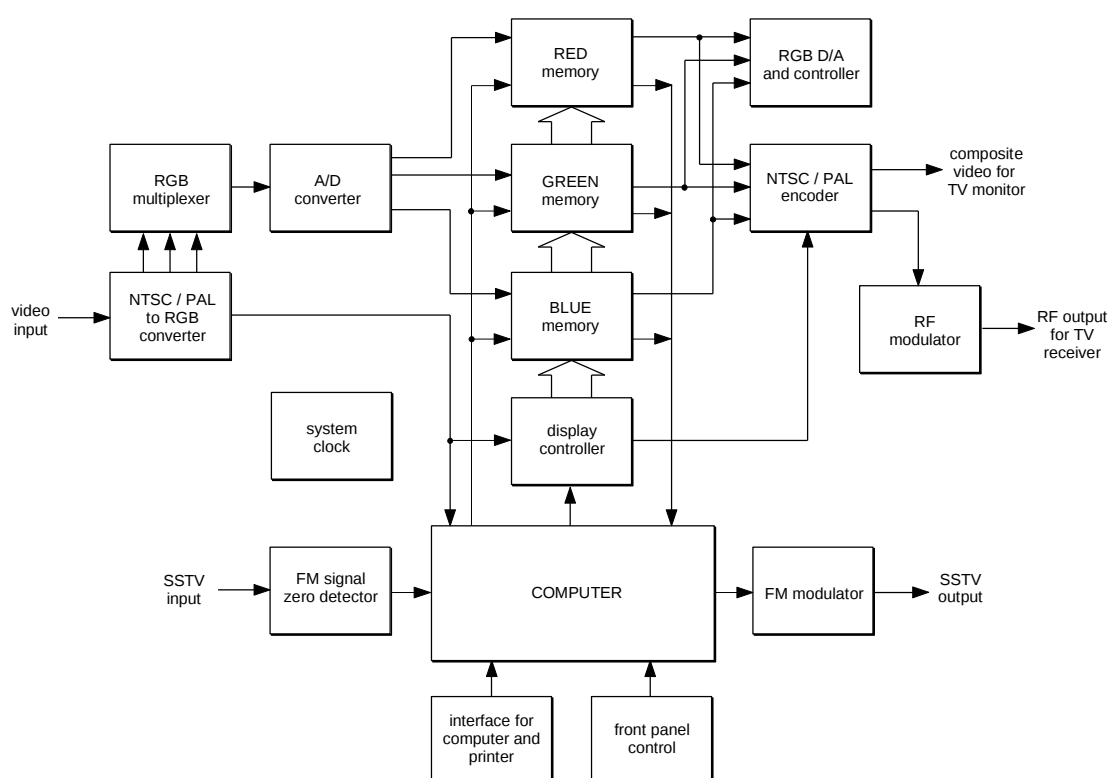 RED
memory
RGB D/A
and controller
RGB
multiplexer
A/D
converter
GREEN
memory
NTSC / PAL
encoder
composite
video for
TV monitor
video
input
NTSC / PAL
to RGB
converter
BLUE
memory
RF
modulator
RF output
for TV
receiver
system
clock
display
controller
SSTV
input
FM signal
zero detector
COMPUTER
FM modulator
SSTV
output
interface for
computer and
printer
front panel
control